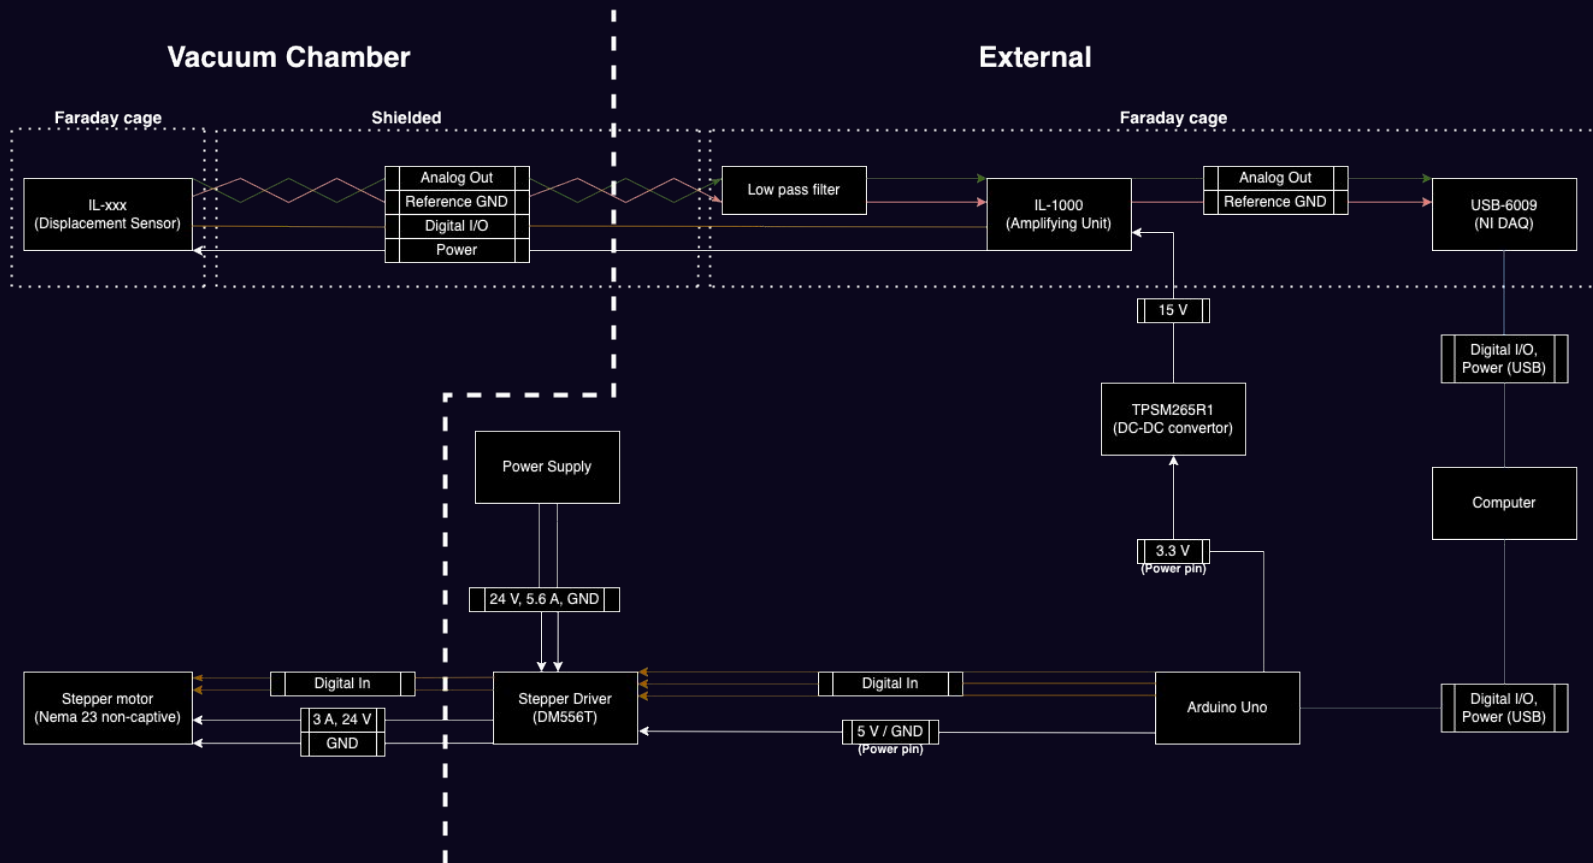 Vacuum Chamber
External
Faraday cage
Shielded
Faraday cage
IL-xxx
(Displacement Sensor)
Analog Out
Reference GND
Digital I/O
Power
Low pass filter
IL-1000
(Amplifying Unit)
Analog Out
Reference GND
USB-6009
(NI DAQ)
15 V
Digital I/O,
Power (USB)
TPSM265R1
(DC-DC convertor)
Power Supply
Computer
3.3 V
(Power pin)
24 V, 5.6 A, GND
Stepper motor
(Nema 23 non-captive)
Digital In
3 A, 24 V
GND
Stepper Driver
(DM556T)
Digital In
5 V / GND
(Power pin)
Arduino Uno
Digital I/O,
Power (USB)